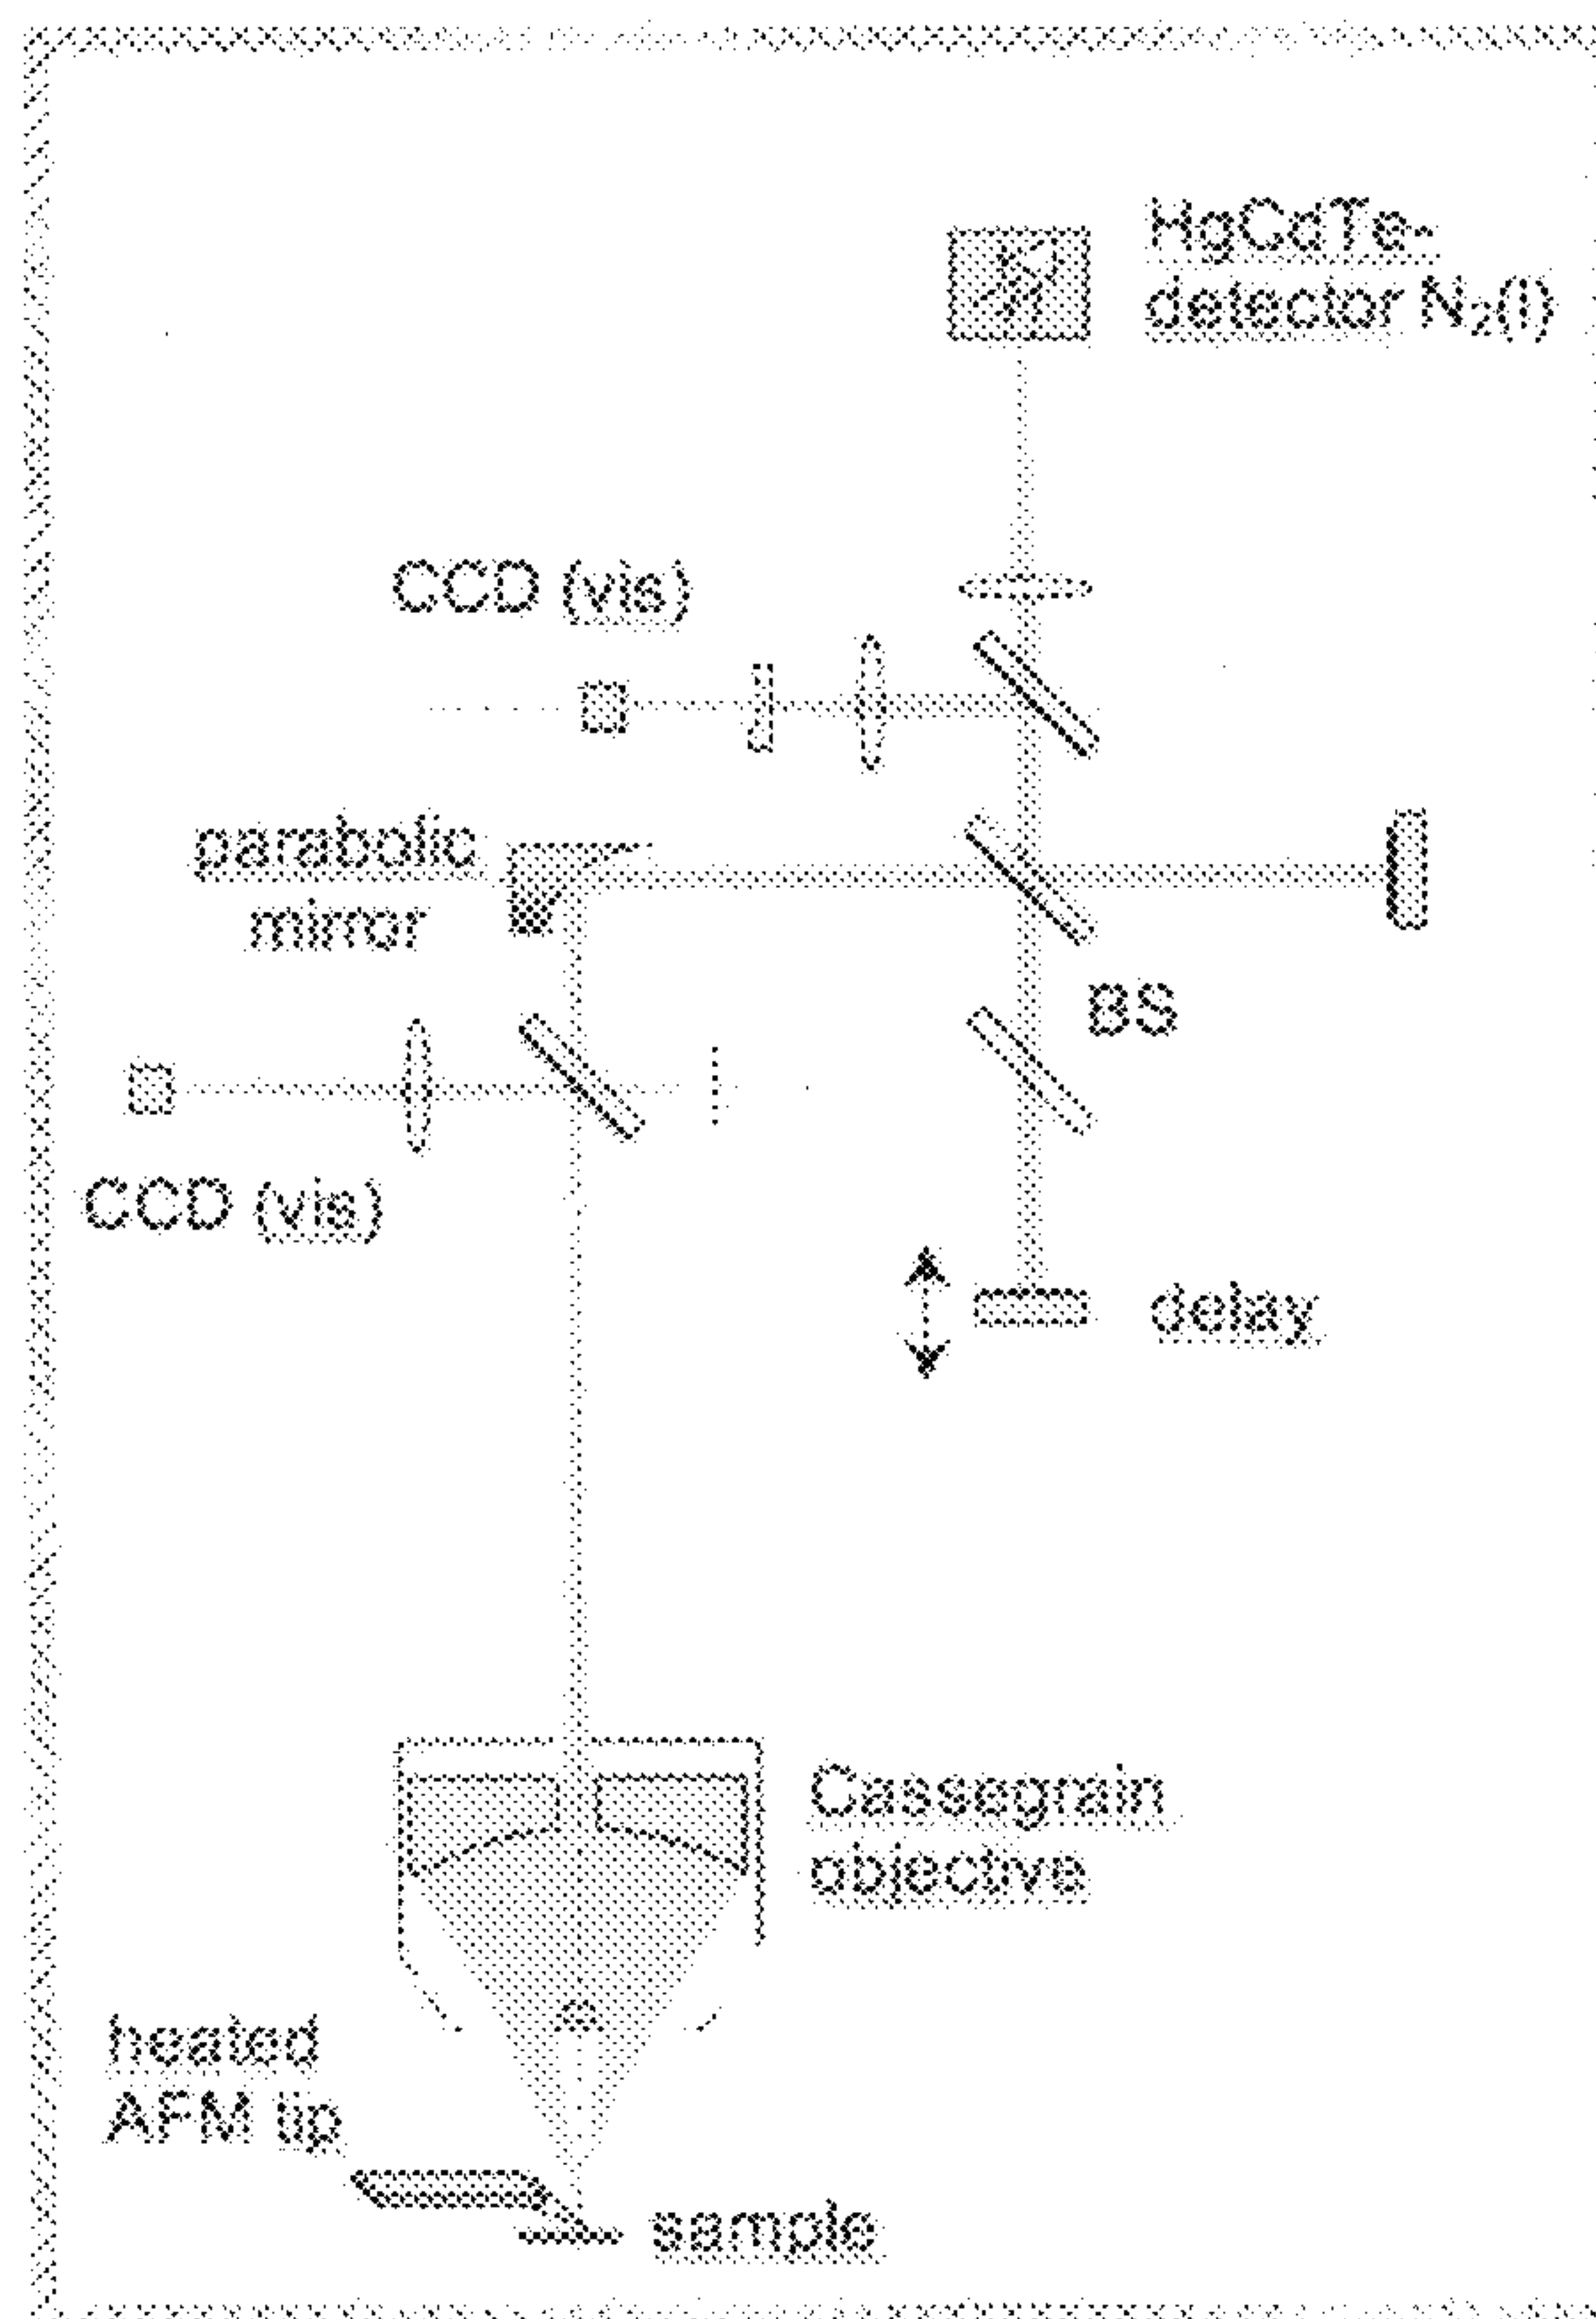 HgCdTe-
detector N₂(l)
CCD (vis)
parabolic
mirror
BS
CCD (vis)
delay
Cassegrain
objective
heated
AFM tip
sample